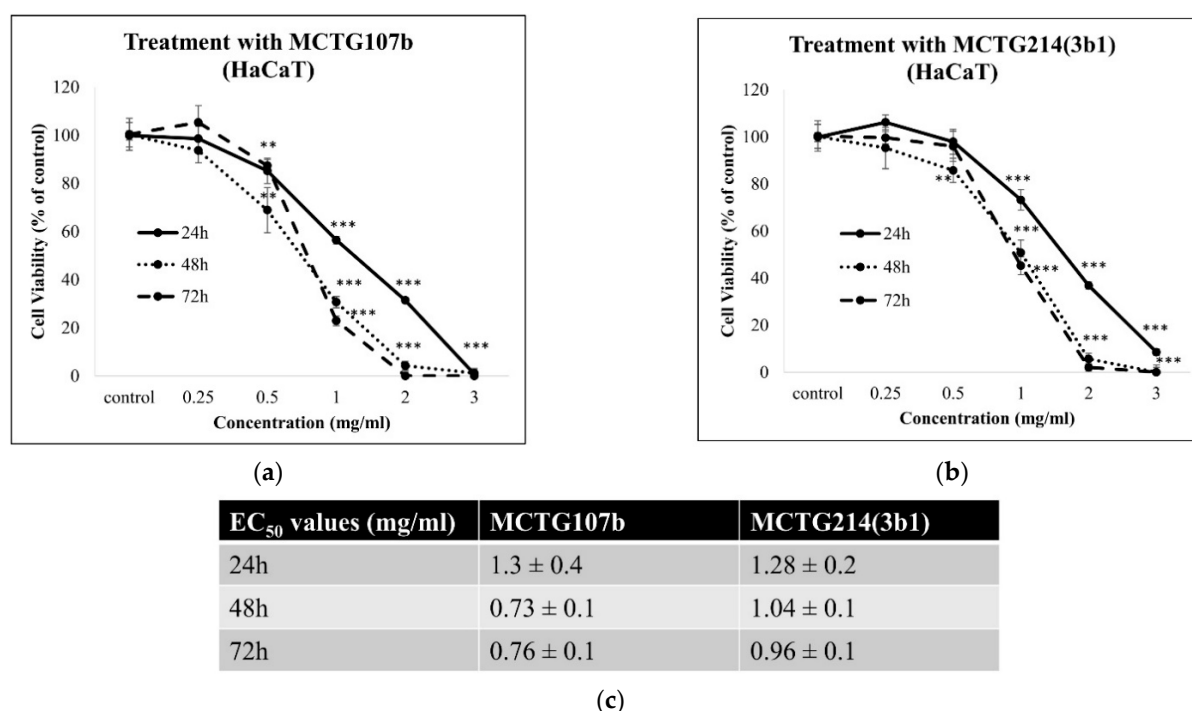 Treatment with MCTG107b
(HaCaT)
120
100
80
60
40
20
0
Cell Viability (% of control)
**
**
***
***
***
***
***
24h
48h
72h
control 0.25 0.5 1 2 3
Concentration (mg/ml)
(a)
Treatment with MCTG214(3b1)
(HaCaT)
120
100
80
60
40
20
0
Cell Viability (% of control)
**
***
***
***
***
***
***
***
24h
48h
72h
control 0.25 0.5 1 2 3
Concentration (mg/ml)
(b)
EC₅₀ values (mg/ml) MCTG107b MCTG214(3b1)
24h 1.3 ± 0.4 1.28 ± 0.2
48h 0.73 ± 0.1 1.04 ± 0.1
72h 0.76 ± 0.1 0.96 ± 0.1
(c)